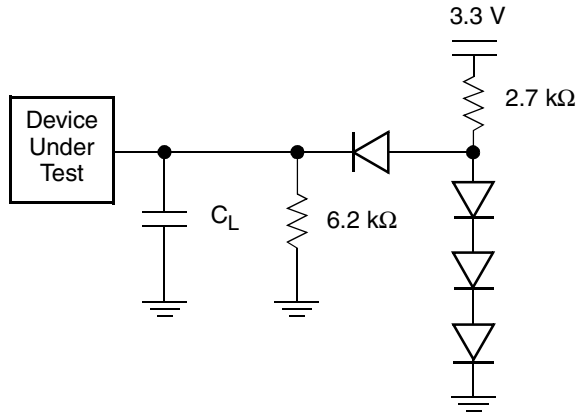 3.3 V
2.7 kΩ
Device
Under
Test
C_L
6.2 kΩ